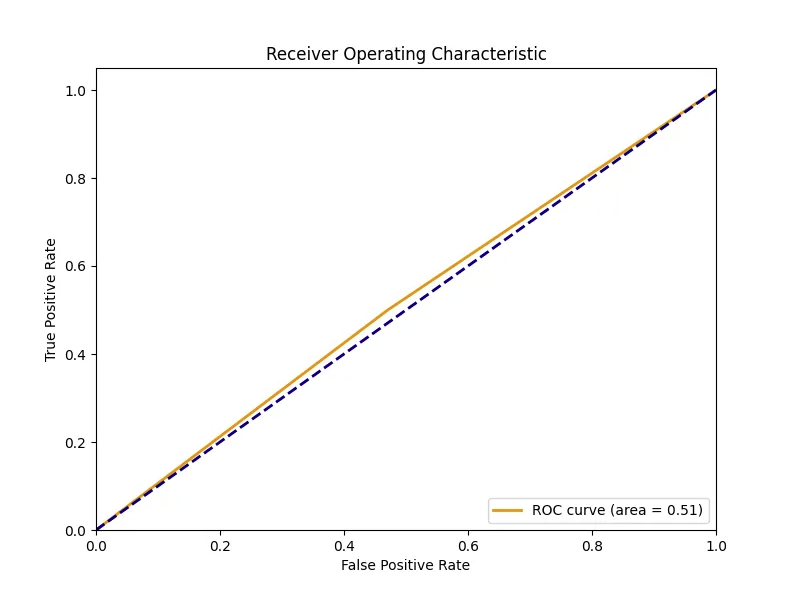 Receiver Operating Characteristic
1.0
0.8
0.6
0.4
0.2
0.0
True Positive Rate
ROC curve (area = 0.51)
0.0 0.2 0.4 0.6 0.8 1.0
False Positive Rate